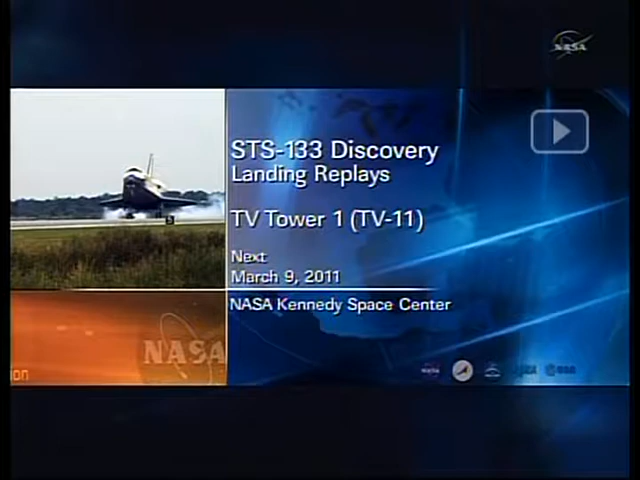 NASA
STS-133 Discovery
Landing Replays
TV Tower 1 (TV-11)
Next
March 9, 2011
NASA Kennedy Space Center
NASA
on